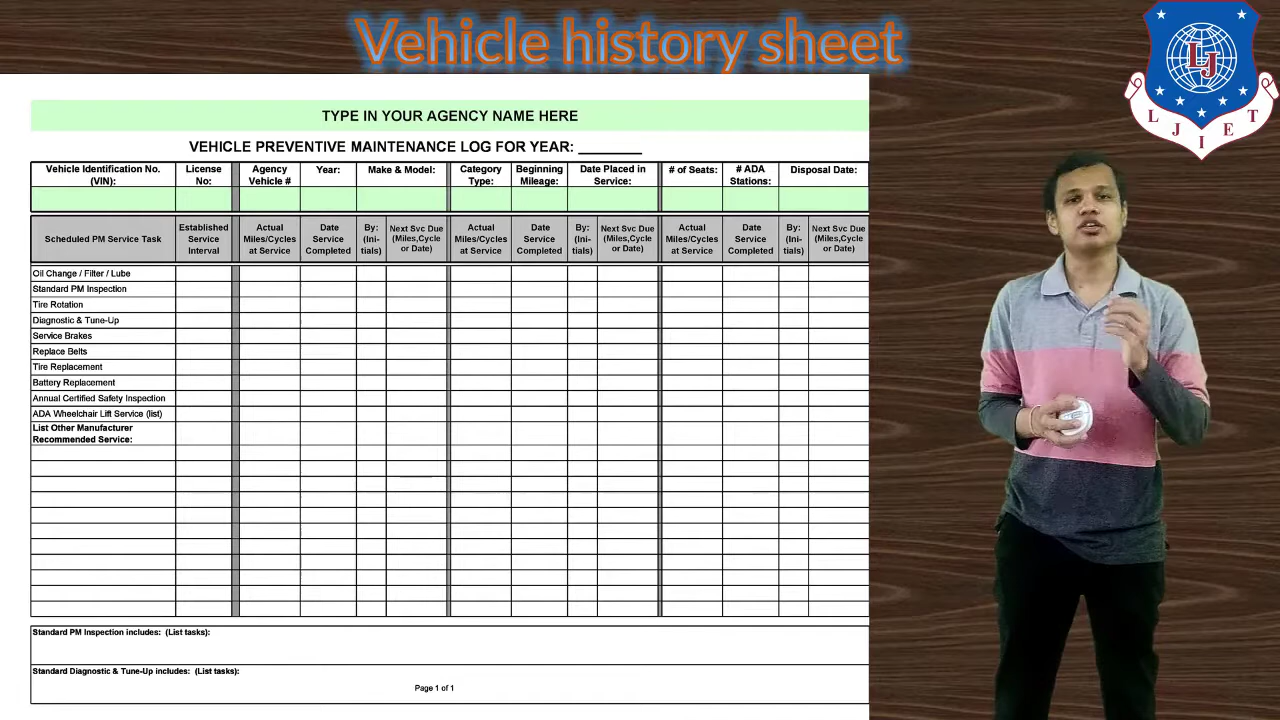 Vehicle history sheet
LJ
L J I E T
TYPE IN YOUR AGENCY NAME HERE
VEHICLE PREVENTIVE MAINTENANCE LOG FOR YEAR: ________
Vehicle Identification No. (VIN): License No: Agency Vehicle # Year: Make & Model: Category Type: Beginning Mileage: Date Placed in Service: # of Seats: # ADA Stations: Disposal Date:
Scheduled PM Service Task Established Service Interval Actual Miles/Cycles at Service Date Service Completed By: (Ini- tials) Next Svc Due (Miles,Cycle or Date) Actual Miles/Cycles at Service Date Service Completed By: (Ini- tials) Next Svc Due (Miles,Cycle or Date) Actual Miles/Cycles at Service Date Service Completed By: (Ini- tials) Next Svc Due (Miles,Cycle or Date)
Oil Change / Filter / Lube
Standard PM Inspection
Tire Rotation
Diagnostic & Tune-Up
Service Brakes
Replace Belts
Tire Replacement
Battery Replacement
Annual Certified Safety Inspection
ADA Wheelchair Lift Service (list)
List Other Manufacturer
Recommended Service:
Standard PM Inspection includes: (List tasks):
Standard Diagnostic & Tune-Up includes: (List tasks):
Page 1 of 1